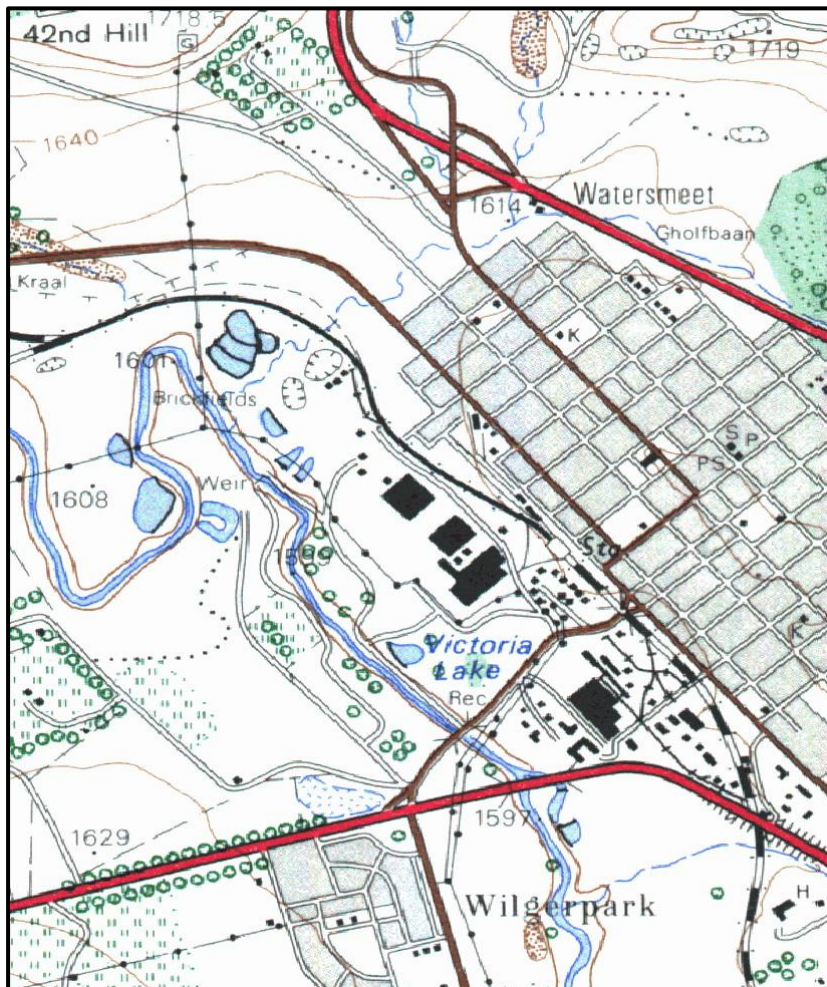 1718.5
42nd Hill
G
1719
1640
Watersmeet
1614
Gholfbaan
Kraal
K
1601
Brickfields
S
P
PS
Weir
1608
1599
Sta
K
Victoria
Lake
Rec
1597
1629
H
Wilgerpark